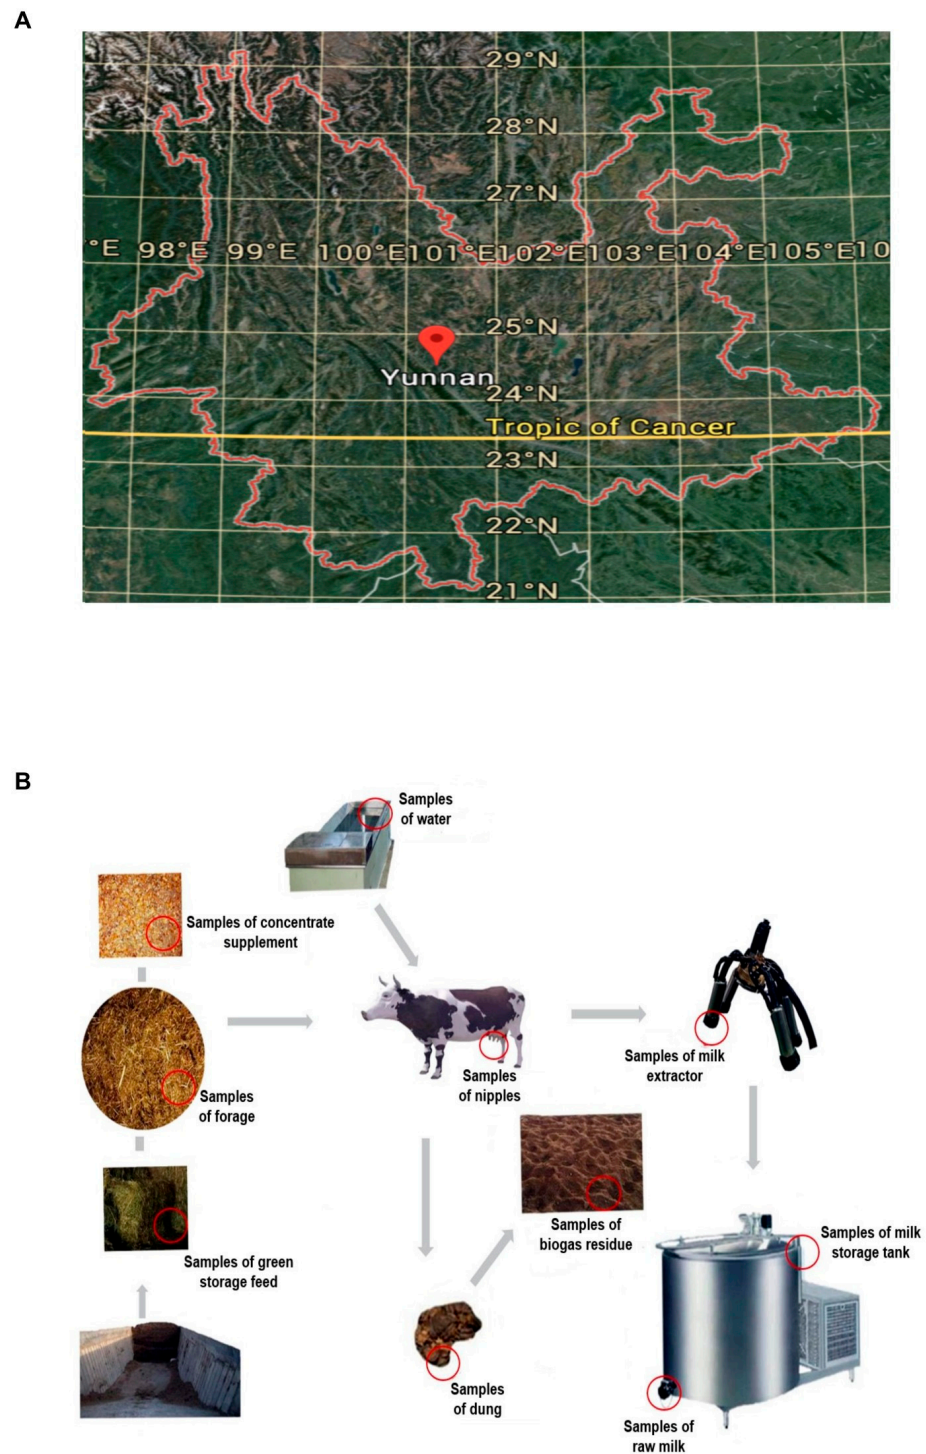 A
29°N
28°N
27°N
°E 98°E 99°E 100°E101°E102°E103°E104°E105°E10
25°N
Yunnan
24°N
Tropic of Cancer
23°N
22°N
21°N
B
Samples
of water
Samples of concentrate
supplement
Samples of milk
extractor
Samples
of nipples
Samples
of forage
Samples of
biogas residue
Samples of milk
storage tank
Samples of green
storage feed
Samples
of dung
Samples of
raw milk